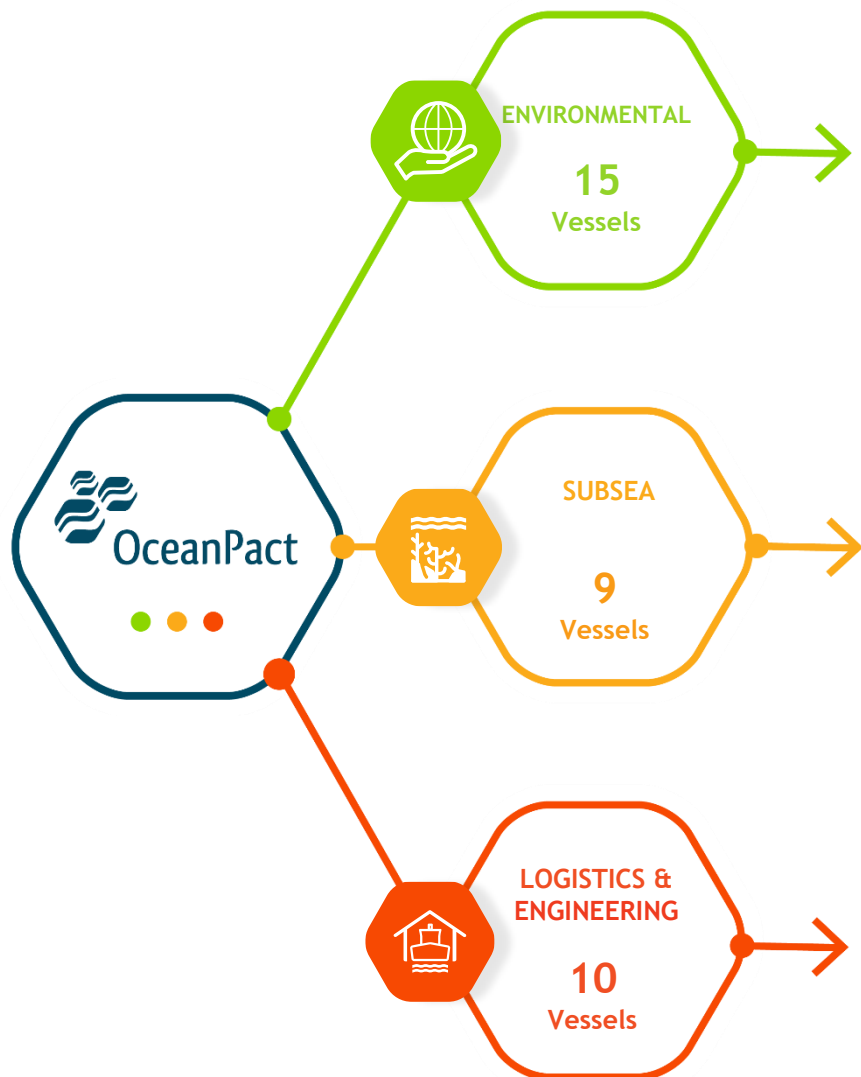 ENVIRONMENTAL
15
Vessels
OceanPact
SUBSEA
9
Vessels
LOGISTICS &
ENGINEERING
10
Vessels